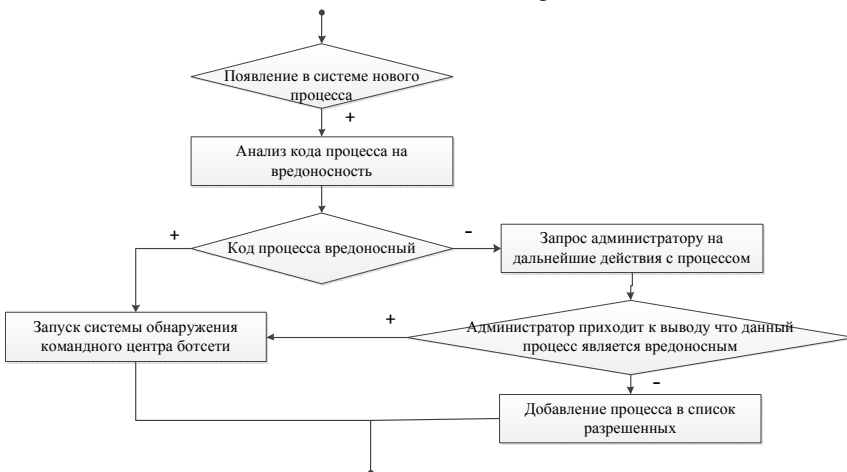 Появление в системе нового
процесса
+
Анализ кода процесса на
вредоносность
+
Код процесса вредоносный
-
Запрос администратору на
дальнейшие действия с процессом
Запуск системы обнаружения
командного центра ботсети
+
Администратор приходит к выводу что данный
процесс является вредоносным
-
Добавление процесса в список
разрешенных